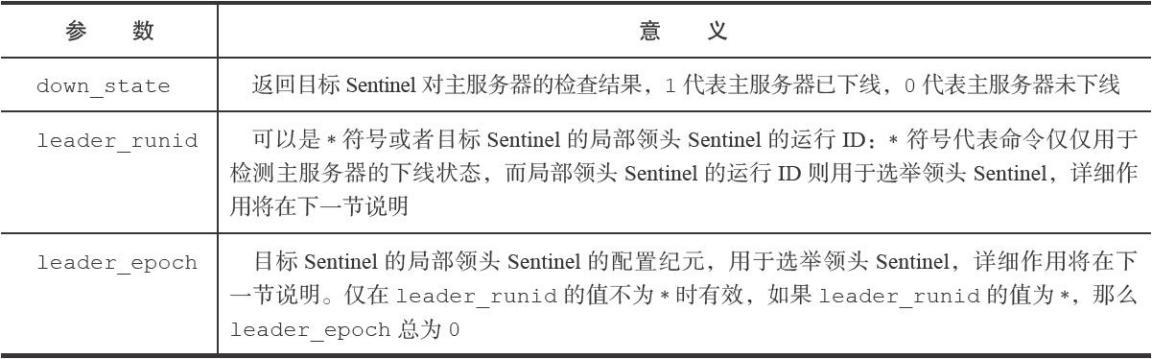 参 数 意 义
down_state 返回目标 Sentinel 对主服务器的检查结果，1 代表主服务器已下线，0 代表主服务器未下线
leader_runid 可以是 * 符号或者目标 Sentinel 的局部领头 Sentinel 的运行 ID：* 符号代表命令仅仅用于
检测主服务器的下线状态，而局部领头 Sentinel 的运行 ID 则用于选举领头 Sentinel，详细作
用将在下一节说明
leader_epoch 目标 Sentinel 的局部领头 Sentinel 的配置纪元，用于选举领头 Sentinel，详细作用将在下
一节说明。仅在 leader_runid 的值不为 * 时有效，如果 leader_runid 的值为 *，那么
leader_epoch 总为 0